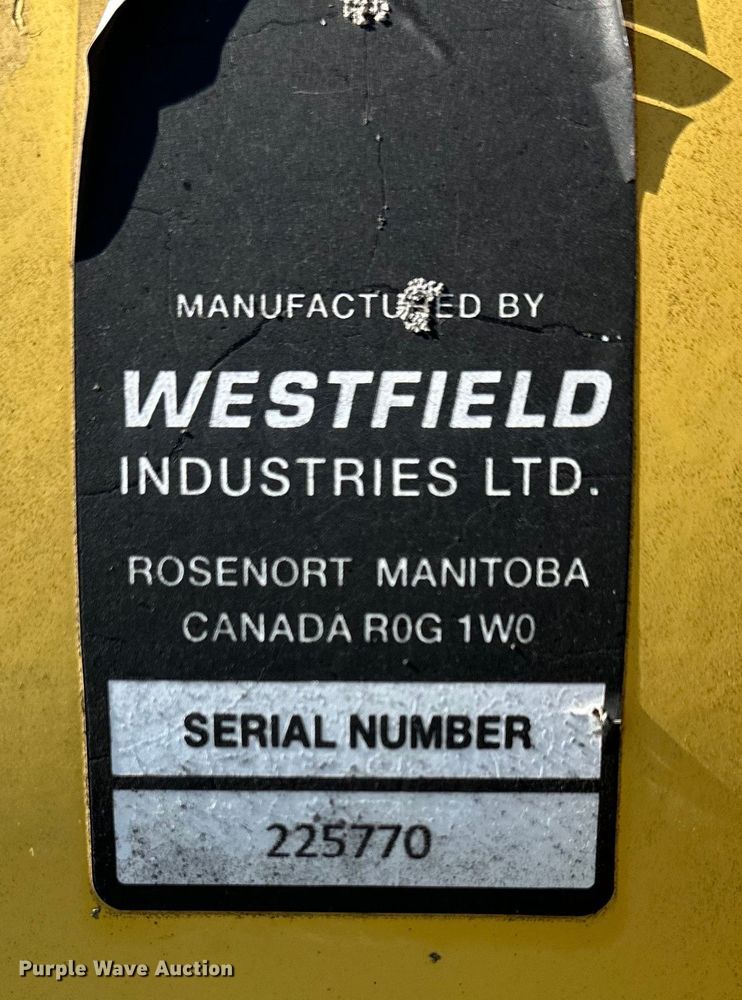 MANUFACTURED BY
WESTFIELD
INDUSTRIES LTD.
ROSENORT MANITOBA
CANADA R0G 1W0
SERIAL NUMBER
225770
Purple Wave Auction